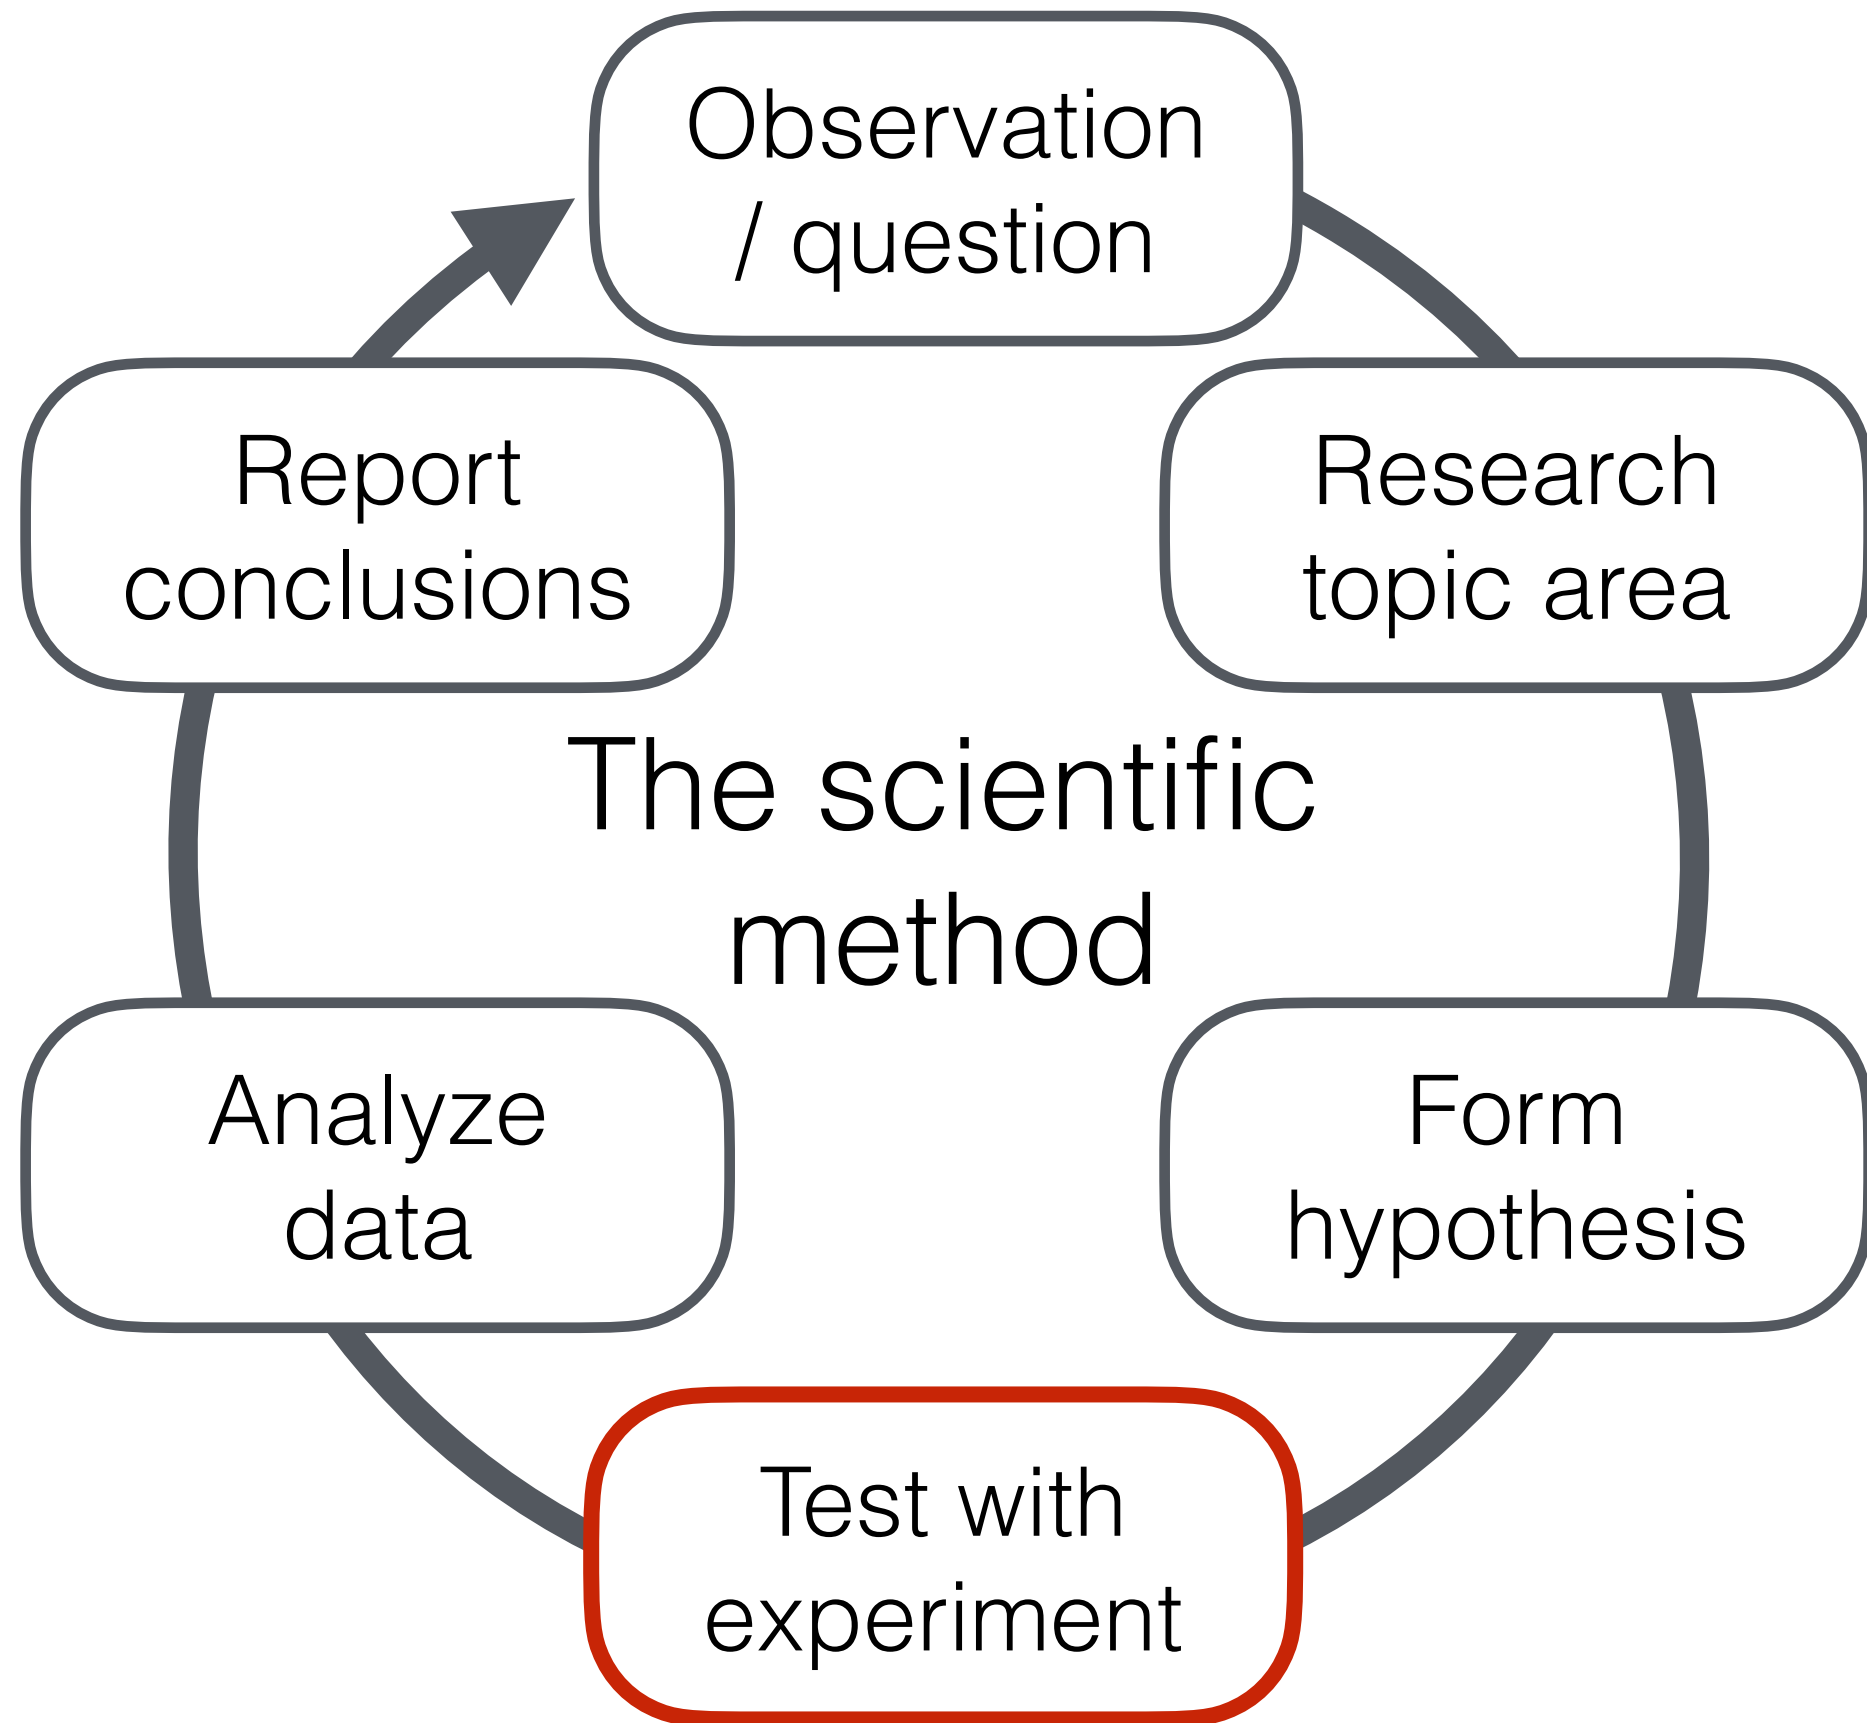 Observation
/ question
Research
topic area
Form
hypothesis
Test with
experiment
Analyze
data
Report
conclusions
The scientific
method